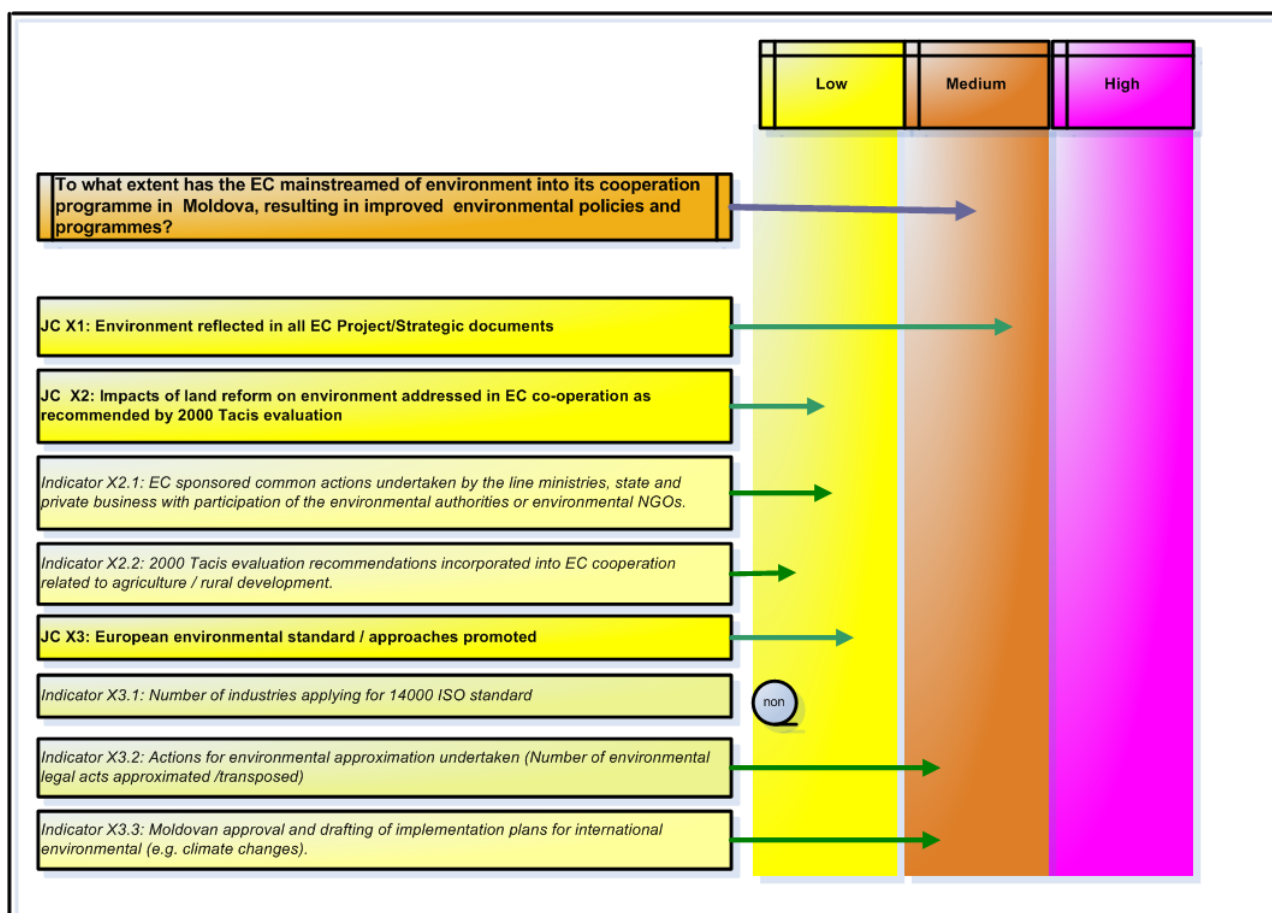 Low
Medium
High
To what extent has the EC mainstreamed of environment into its cooperation
programme in Moldova, resulting in improved environmental policies and
programmes?
JC X1: Environment reflected in all EC Project/Strategic documents
JC X2: Impacts of land reform on environment addressed in EC co-operation as
recommended by 2000 Tacis evaluation
Indicator X2.1: EC sponsored common actions undertaken by the line ministries, state and
private business with participation of the environmental authorities or environmental NGOs.
Indicator X2.2: 2000 Tacis evaluation recommendations incorporated into EC cooperation
related to agriculture / rural development.
JC X3: European environmental standard / approaches promoted
Indicator X3.1: Number of industries applying for 14000 ISO standard
non
Indicator X3.2: Actions for environmental approximation undertaken (Number of environmental
legal acts approximated /transposed)
Indicator X3.3: Moldovan approval and drafting of implementation plans for international
environmental (e.g. climate changes).